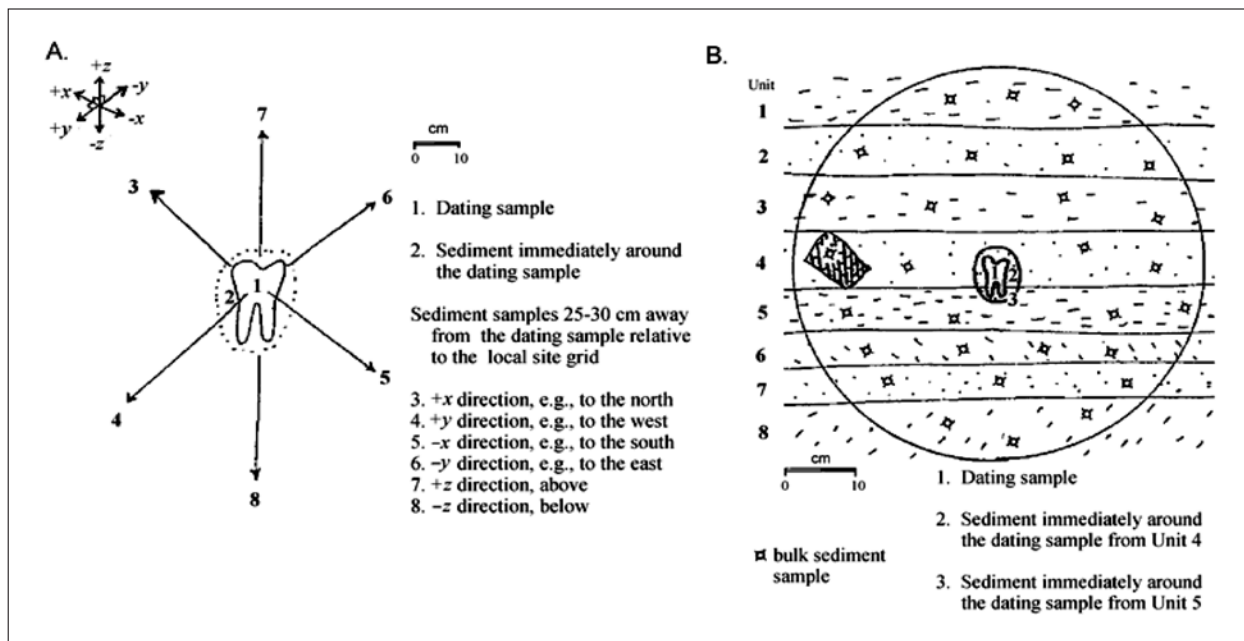 A.
+z
+x
-y
+y
-x
-z
7
3
6
1
2
4
5
8
cm
0 10
1. Dating sample
2. Sediment immediately around
the dating sample
Sediment samples 25-30 cm away
from the dating sample relative
to the local site grid
3. +x direction, e.g., to the north
4. +y direction, e.g., to the west
5. –x direction, e.g., to the south
6. –y direction, e.g., to the east
7. +z direction, above
8. –z direction, below
B.
Unit
1
2
3
4
5
6
7
8
1
2
3
cm
0 10
¤ bulk sediment
sample
1. Dating sample
2. Sediment immediately around
the dating sample from Unit 4
3. Sediment immediately around
the dating sample from Unit 5